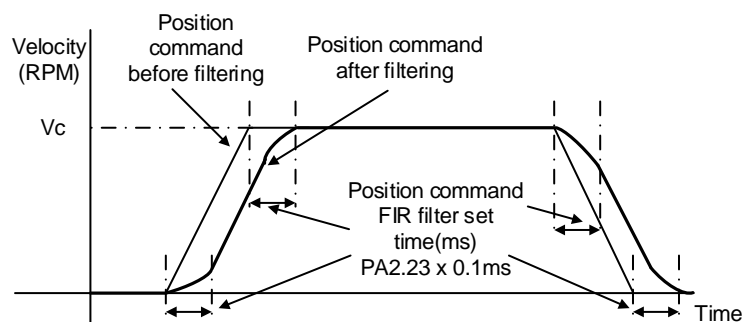 Velocity
(RPM)
Position
command
before filtering
Position command
after filtering
Vc
Position command
FIR filter set
time(ms)
PA2.23 x 0.1ms
Time